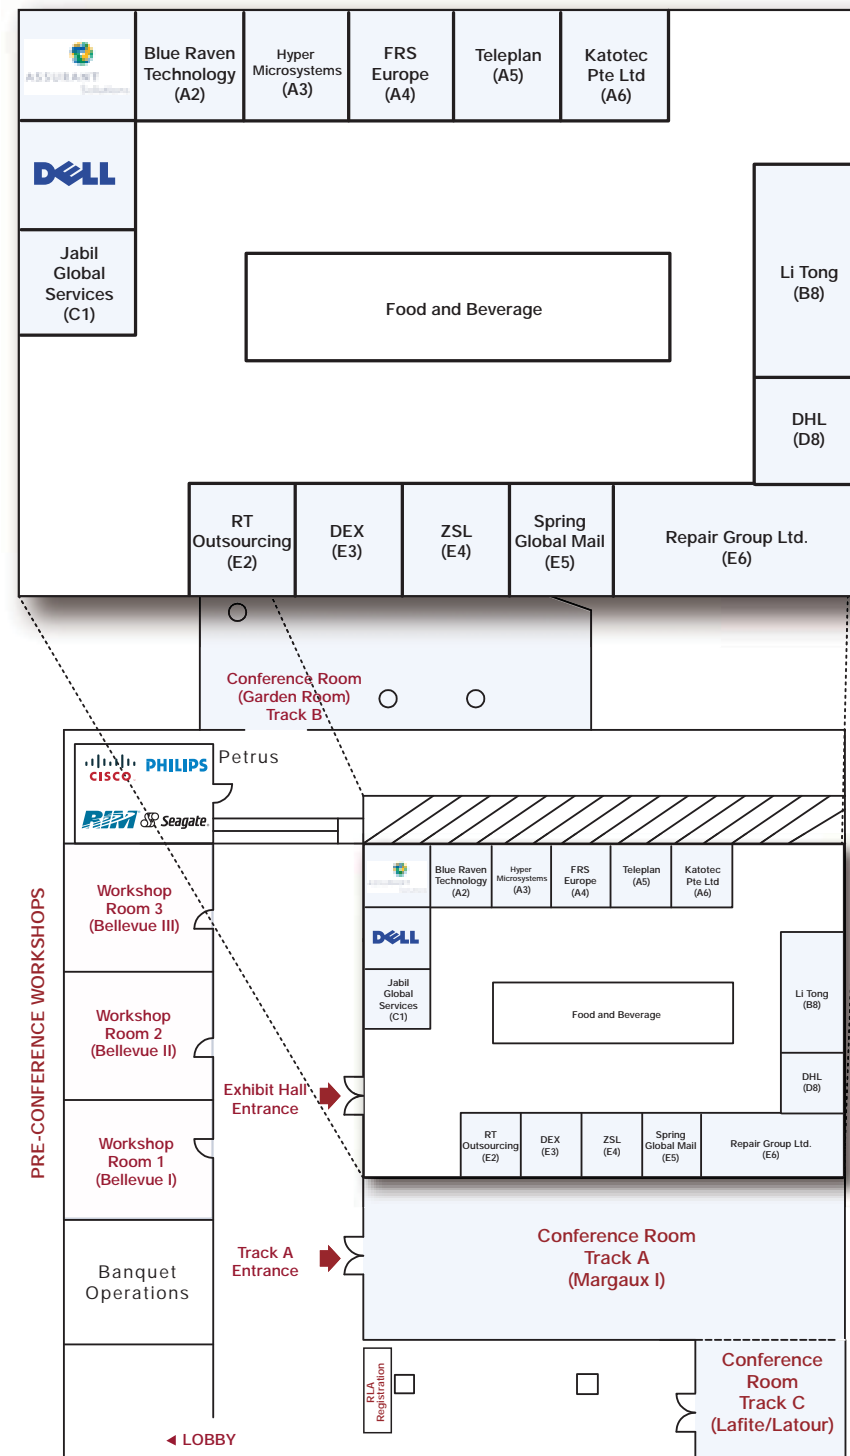 ASSURANT
Solutions
Blue Raven
Technology
(A2)
Hyper
Microsystems
(A3)
FRS
Europe
(A4)
Teleplan
(A5)
Katotec
Pte Ltd
(A6)
DELL
Jabil
Global
Services
(C1)
Food and Beverage
Li Tong
(B8)
DHL
(D8)
RT
Outsourcing
(E2)
DEX
(E3)
ZSL
(E4)
Spring
Global Mail
(E5)
Repair Group Ltd.
(E6)
Conference Room
(Garden Room)
Track B
CISCO
PHILIPS
RIM
Seagate
Petrus
PRE-CONFERENCE WORKSHOPS
Workshop
Room 3
(Bellevue III)
Workshop
Room 2
(Bellevue II)
Workshop
Room 1
(Bellevue I)
Banquet
Operations
ASSURANT
Blue Raven
Technology
(A2)
Hyper
Microsystems
(A3)
FRS
Europe
(A4)
Teleplan
(A5)
Katotec
Pte Ltd
(A6)
DELL
Jabil
Global
Services
(C1)
Food and Beverage
Li Tong
(B8)
DHL
(D8)
RT
Outsourcing
(E2)
DEX
(E3)
ZSL
(E4)
Spring
Global Mail
(E5)
Repair Group Ltd.
(E6)
Exhibit Hall
Entrance
Track A
Entrance
Conference Room
Track A
(Margaux I)
RLA
Registration
Conference
Room
Track C
(Lafite/Latour)
◄ LOBBY